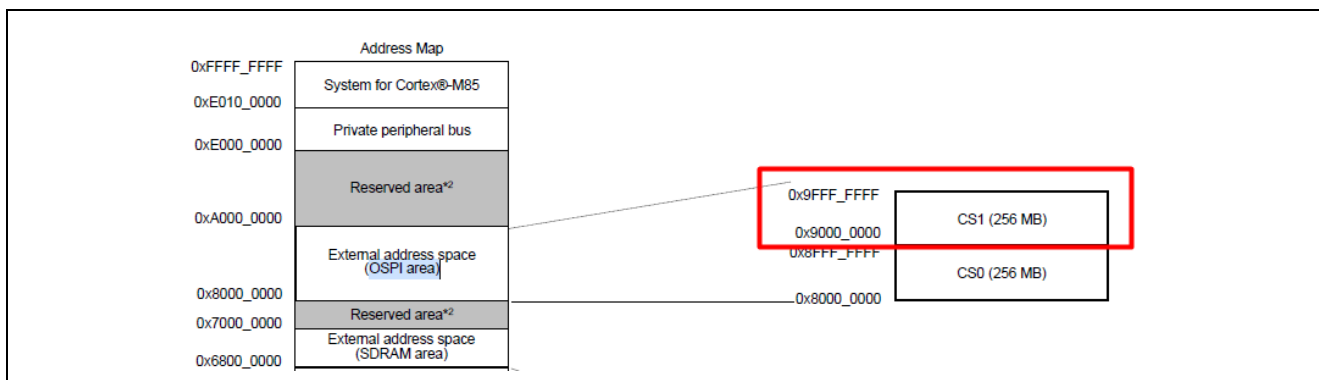 Address Map
0xFFFF_FFFF
System for Cortex®-M85
0xE010_0000
Private peripheral bus
0xE000_0000
Reserved area*2
0xA000_0000
External address space
(OSPI area)
0x8000_0000
Reserved area*2
0x7000_0000
External address space
(SDRAM area)
0x6800_0000
0x9FFF_FFFF
CS1 (256 MB)
0x9000_0000
0x8FFF_FFFF
CS0 (256 MB)
0x8000_0000